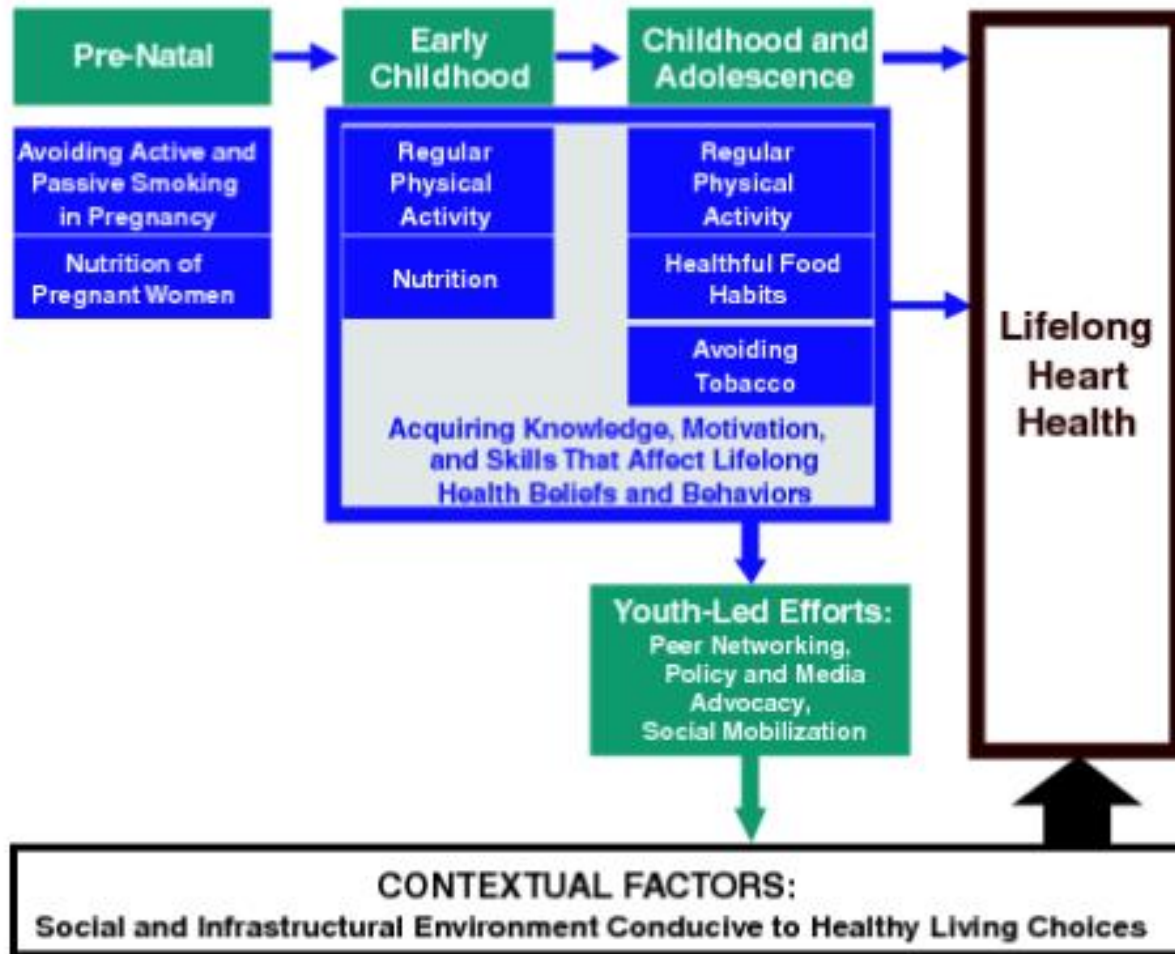 Pre-Natal
Early
Childhood
Childhood and
Adolescence
Avoiding Active and
Passive Smoking
in Pregnancy
Nutrition of
Pregnant Women
Regular
Physical
Activity
Nutrition
Regular
Physical
Activity
Healthful Food
Habits
Avoiding
Tobacco
Acquiring Knowledge, Motivation,
and Skills That Affect Lifelong
Health Beliefs and Behaviors
Lifelong
Heart
Health
Youth-Led Efforts:
Peer Networking,
Policy and Media
Advocacy,
Social Mobilization
CONTEXTUAL FACTORS:
Social and Infrastructural Environment Conducive to Healthy Living Choices